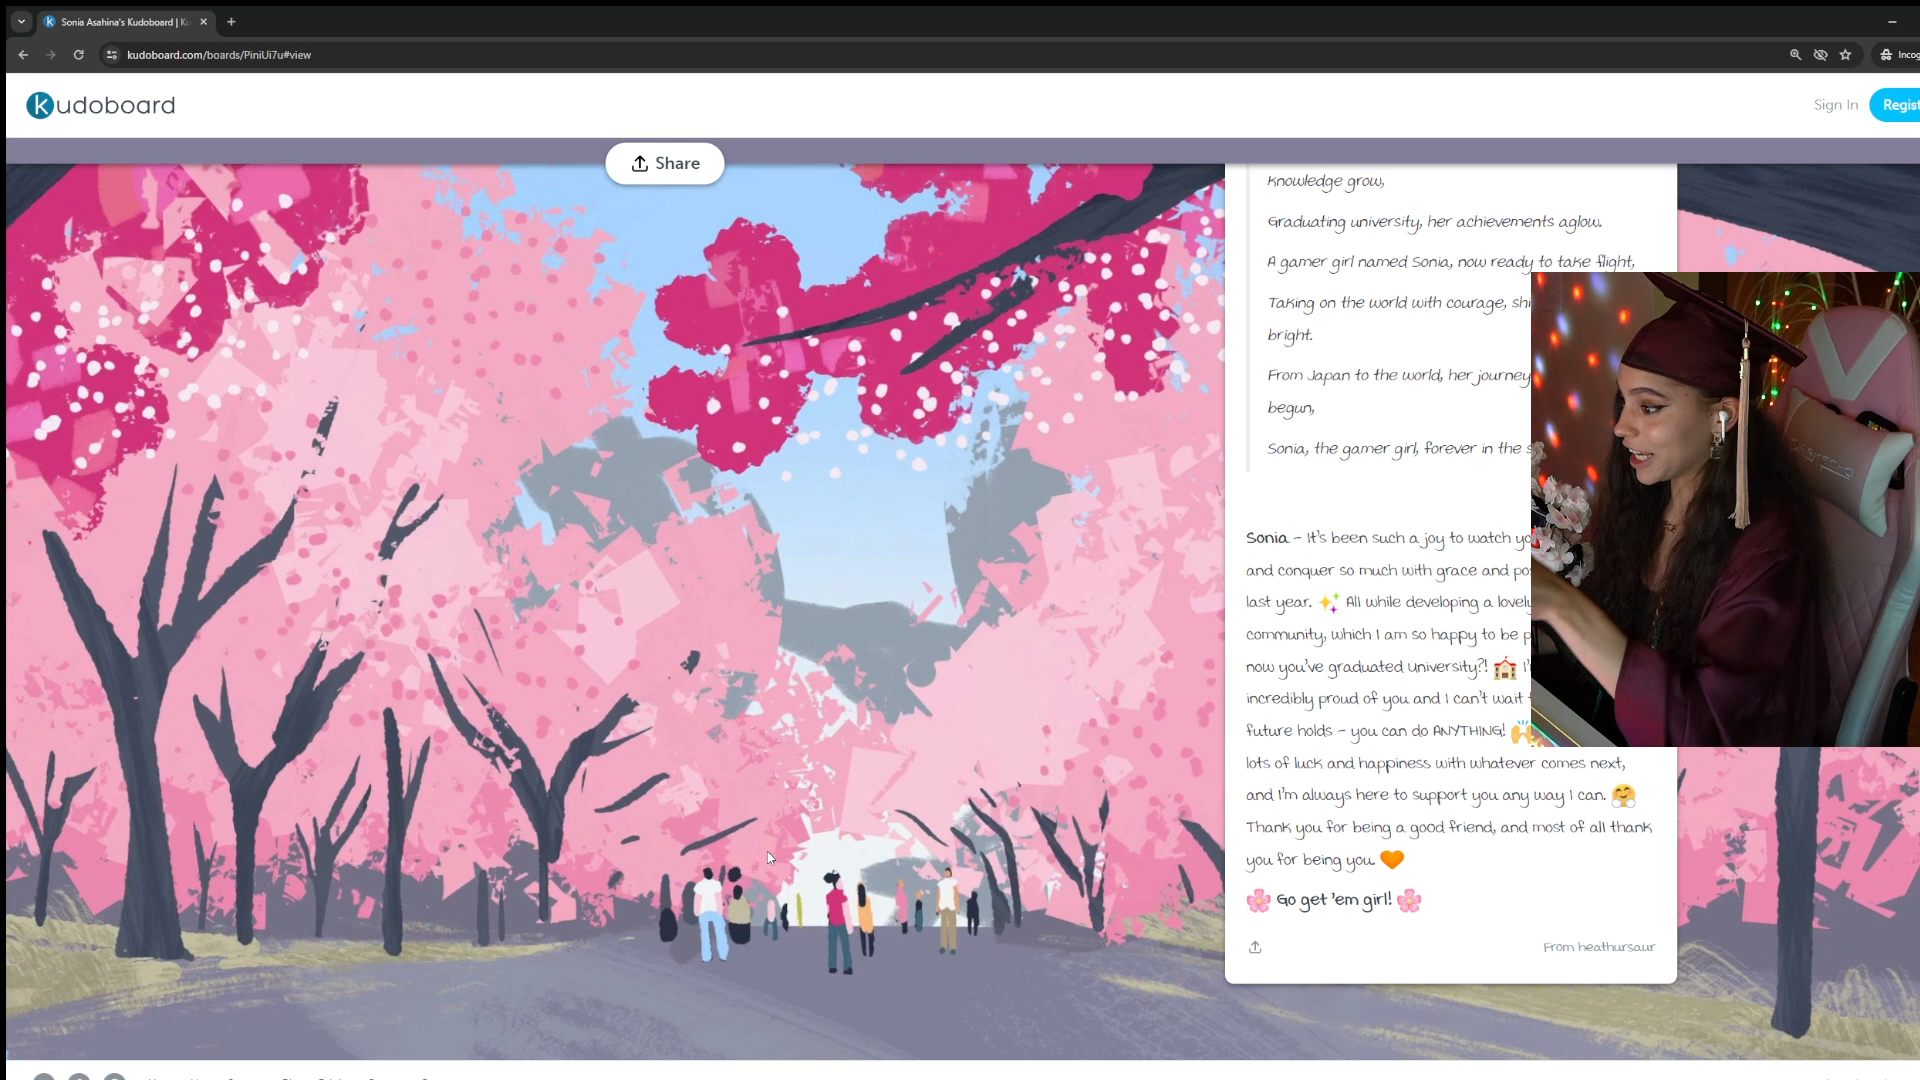 Sonia Asahina's Kudoboard | Ku
kudoboard.com/boards/PiniUi7u#view
Incog
kudoboard
Sign In
Regist
Share
Knowledge grow,
Graduating university, her achievements aglow.
A gamer girl named Sonia, now ready to take flight,
Taking on the world with courage, shi
bright.
From Japan to the world, her journey
begun,
Sonia, the gamer girl, forever in the s
Sonia - It's been such a joy to watch yo
and conquer so much with grace and po
last year. ✨ All while developing a lovel
community, which I am so happy to be p
now you've graduated university?! 🏫 I'
incredibly proud of you and I can't wait t
future holds - you can do ANYTHING! 🙌
lots of luck and happiness with whatever comes next,
and I'm always here to support you any way I can. 🤗
Thank you for being a good friend, and most of all thank
you for being you. 🧡
🌸 Go get 'em girl! 🌸
From heathursaur